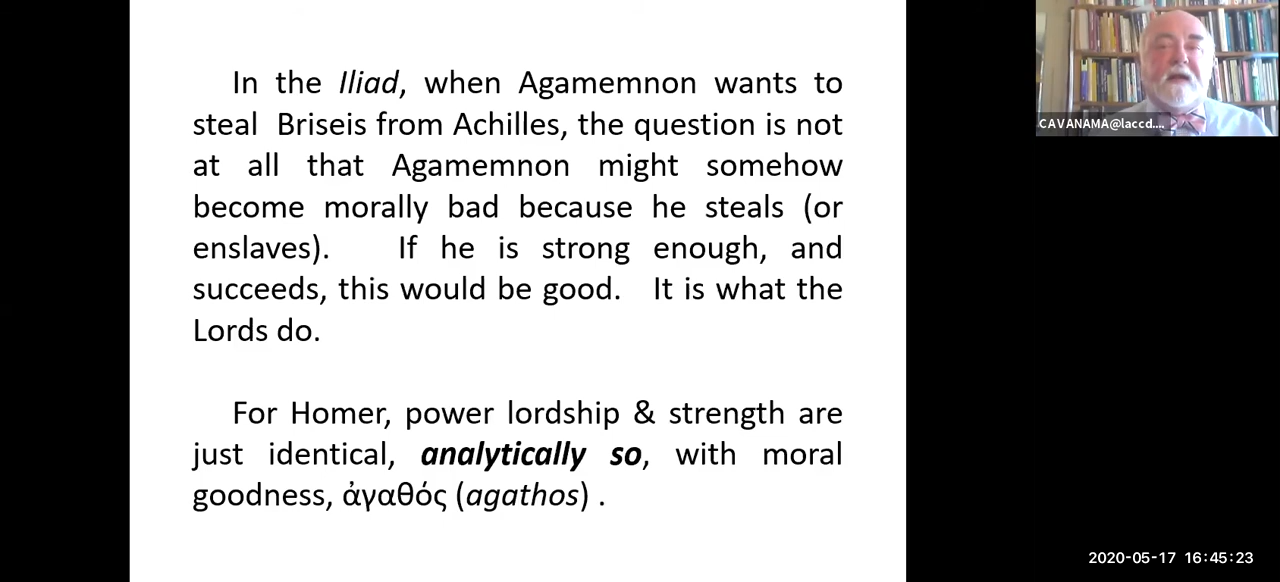 In the Iliad, when Agamemnon wants to
steal Briseis from Achilles, the question is not
at all that Agamemnon might somehow
become morally bad because he steals (or
enslaves). If he is strong enough, and
succeeds, this would be good. It is what the
Lords do.
For Homer, power lordship & strength are
just identical, analytically so, with moral
goodness, ἀγαθός (agathos) .
CAVANAMA@laccd....
2020-05-17 16:45:23